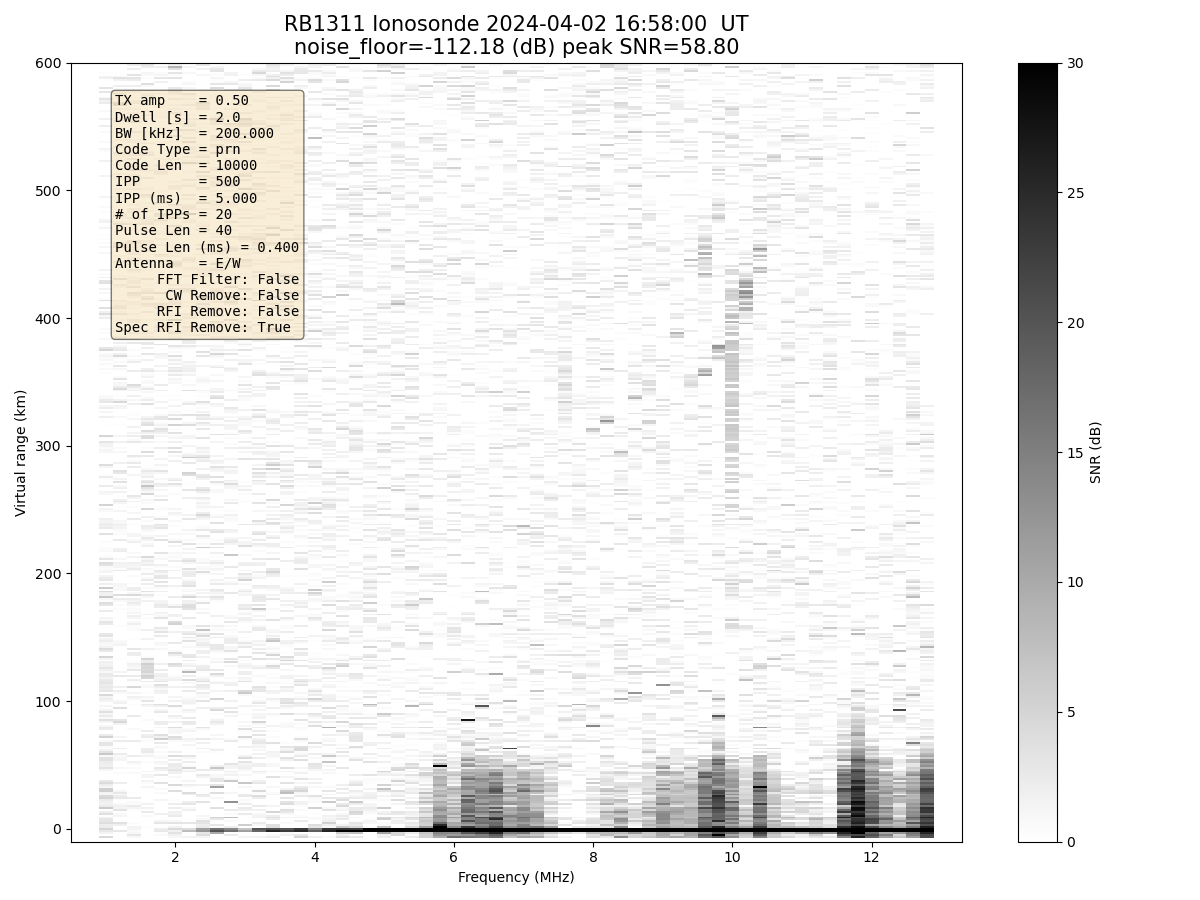 RB1311 Ionosonde 2024-04-02 16:58:00  UT
noise_floor=-112.18 (dB) peak SNR=58.80
TX amp    = 0.50
Dwell [s] = 2.0
BW [kHz]  = 200.000
Code Type = prn
Code Len  = 10000
IPP       = 500
IPP (ms)  = 5.000
# of IPPs = 20
Pulse Len = 40
Pulse Len (ms) = 0.400
Antenna   = E/W
FFT Filter: False
CW Remove: False
RFI Remove: False
Spec RFI Remove: True
600
500
400
300
200
100
0
Virtual range (km)
2 4 6 8 10 12
Frequency (MHz)
30
25
20
15
10
5
0
SNR (dB)